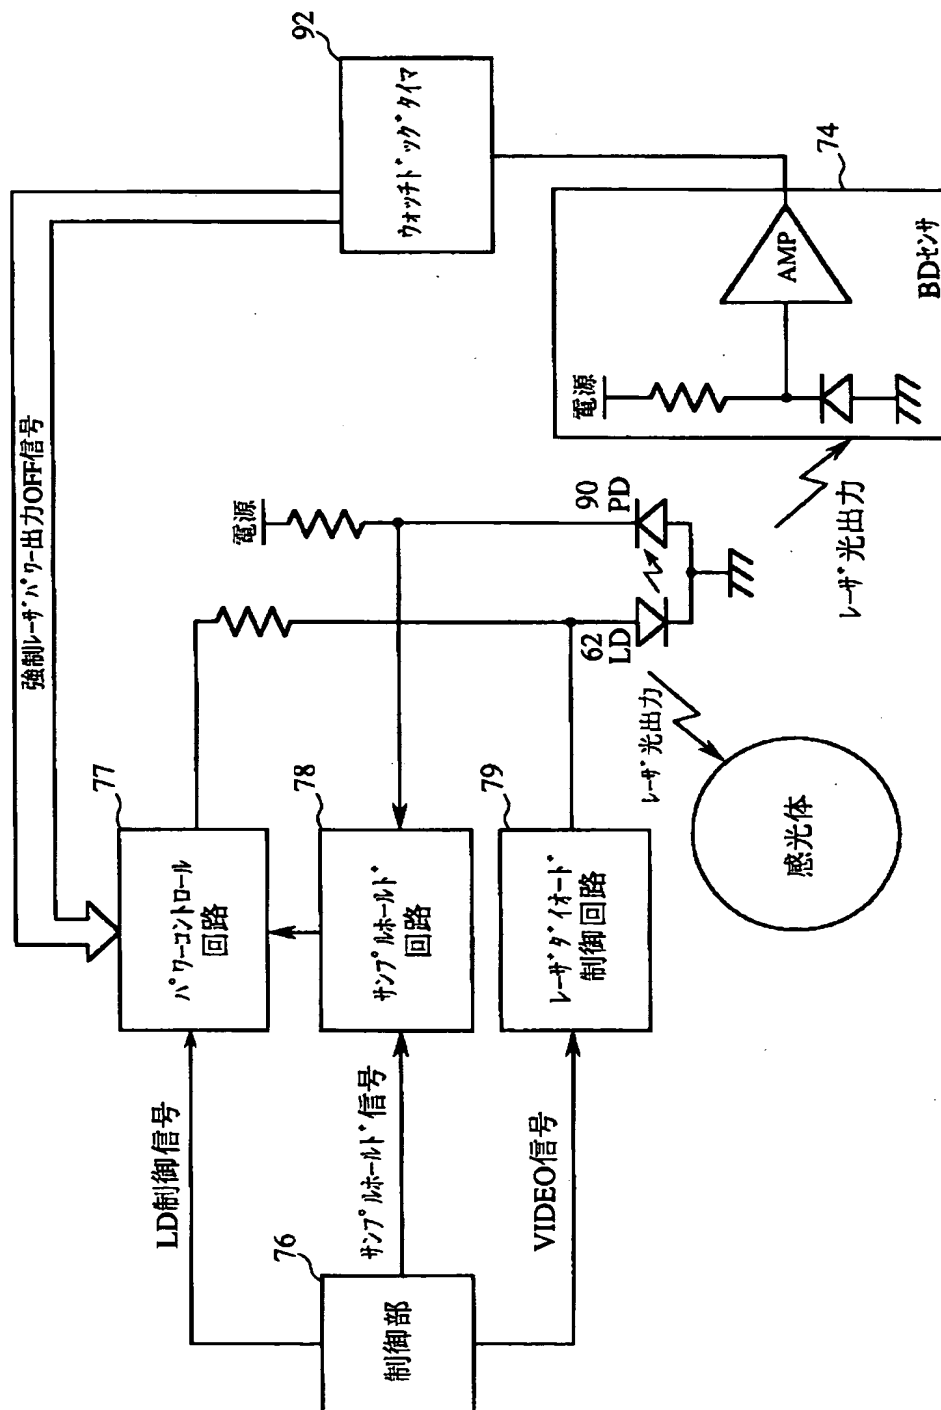 92
ウォッチドッグタイマ
強制レーザパワー出力OFF信号
74
AMP
BDセンサ
電源
レーザ光出力
電源
90
PD
62
LD
レーザ光出力
感光体
77
パワーコントロール
回路
78
サンプルホールド
回路
79
レーザダイオード
制御回路
LD制御信号
サンプルホールド信号
VIDEO信号
76
制御部